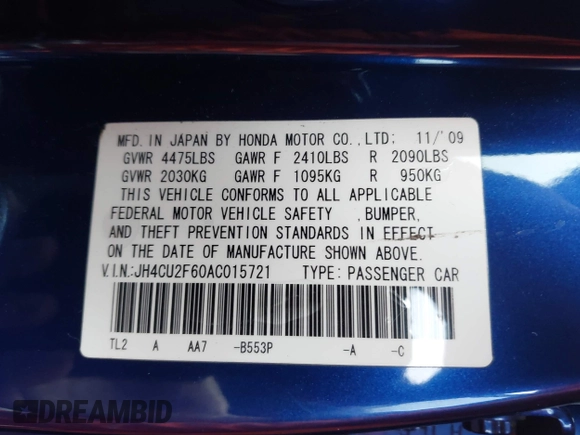 MFD. IN JAPAN BY HONDA MOTOR CO., LTD; 11/'09
GVWR 4475LBS GAWR F 2410LBS R 2090LBS
GVWR 2030KG GAWR F 1095KG R 950KG
THIS VEHICLE CONFORMS TO ALL APPLICABLE
FEDERAL MOTOR VEHICLE SAFETY ,BUMPER,
AND THEFT PREVENTION STANDARDS IN EFFECT
ON THE DATE OF MANUFACTURE SHOWN ABOVE.
V.I.N.:JH4CU2F60AC015721 TYPE: PASSENGER CAR
TL2 A AA7 -B553P -A -C
DREAMBID